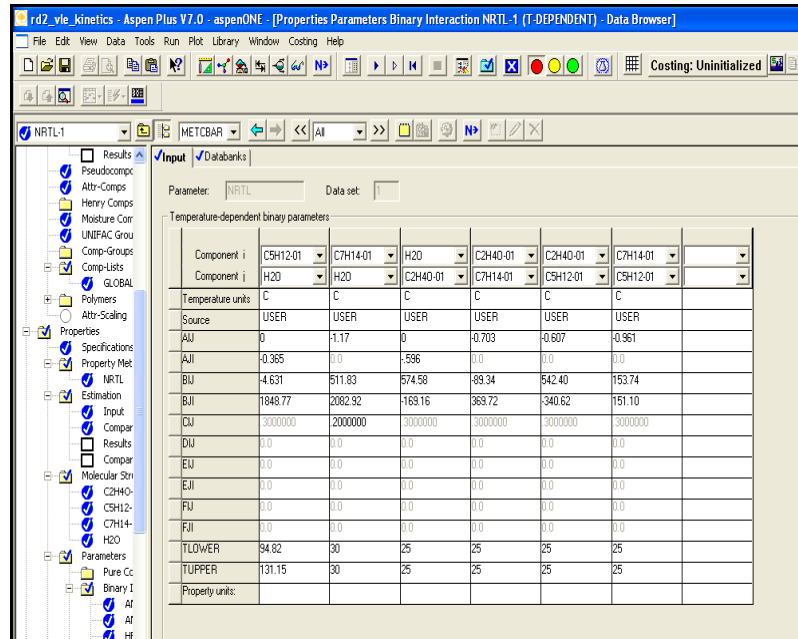 rd2_vle_kinetics - Aspen Plus V7.0 - aspenONE - [Properties Parameters Binary Interaction NRTL-1 (T-DEPENDENT) - Data Browser]
File Edit View Data Tools Run Plot Library Window Costing Help
N▸ Costing: Uninitialized
NRTL-1 METCBAR << All >> N▸
Results
Pseudocompo
Attr-Comps
Henry Comps
Moisture Com
UNIFAC Grou
Comp-Groups
Comp-Lists
GLOBAL
Polymers
Attr-Scaling
Properties
Specifications
Property Met
NRTL
Estimation
Input
Compar
Results
Compar
Molecular Stru
C2H4O-
C5H12-
C7H14-
H2O
Parameters
Pure Co
Binary I
Input Databanks
Parameter: NRTL Data set: 1
Temperature-dependent binary parameters
Component i C5H12-01 C7H14-01 H2O C2H4O-01 C2H4O-01 C7H14-01
Component j H2O H2O C2H4O-01 C7H14-01 C5H12-01 C5H12-01
Temperature units C C C C C C
Source USER USER USER USER USER USER
AIJ 0 -1.17 0 -0.703 -0.607 -0.961
AJI -0.365 0.0 -.596 0.0 0.0 0.0
BIJ -4.631 511.83 574.58 -89.34 542.40 153.74
BJI 1848.77 2082.92 -169.16 369.72 -340.62 151.10
CIJ .3000000 .2000000 .3000000 .3000000 .3000000 .3000000
DIJ 0.0 0.0 0.0 0.0 0.0 0.0
EIJ 0.0 0.0 0.0 0.0 0.0 0.0
EJI 0.0 0.0 0.0 0.0 0.0 0.0
FIJ 0.0 0.0 0.0 0.0 0.0 0.0
FJI 0.0 0.0 0.0 0.0 0.0 0.0
TLOWER 94.82 30 25 25 25 25
TUPPER 131.15 30 25 25 25 25
Property units: